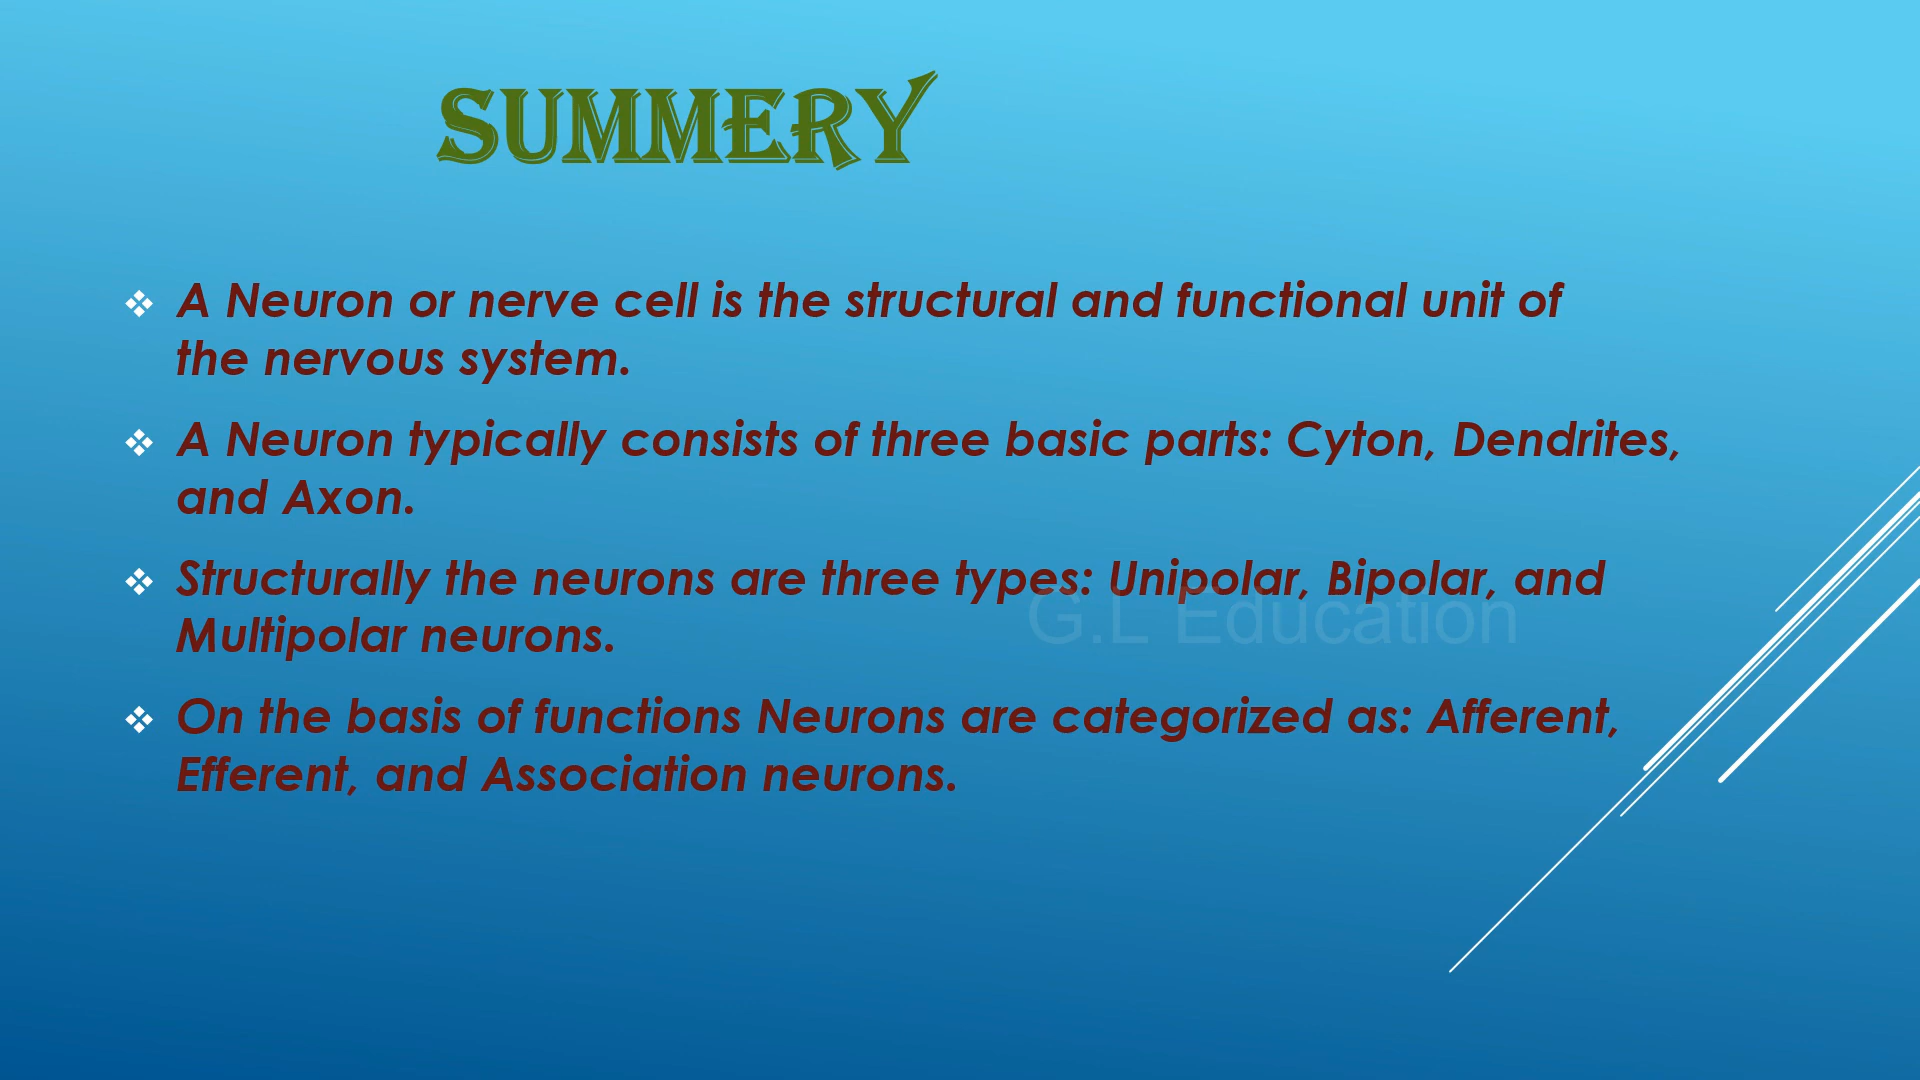 SUMMERY
❖ A Neuron or nerve cell is the structural and functional unit of
the nervous system.
❖ A Neuron typically consists of three basic parts: Cyton, Dendrites,
and Axon.
❖ Structurally the neurons are three types: Unipolar, Bipolar, and
Multipolar neurons.
G.L Education
❖ On the basis of functions Neurons are categorized as: Afferent,
Efferent, and Association neurons.